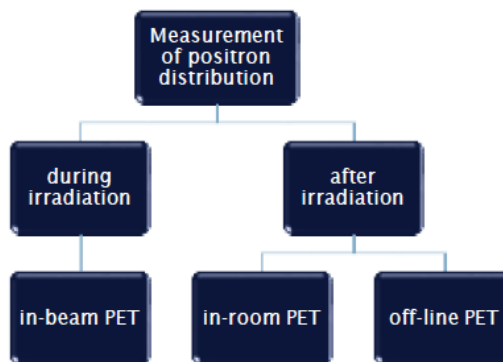 Measurement
of positron
distribution
during
irradiation
after
irradiation
in-beam PET
in-room PET
off-line PET